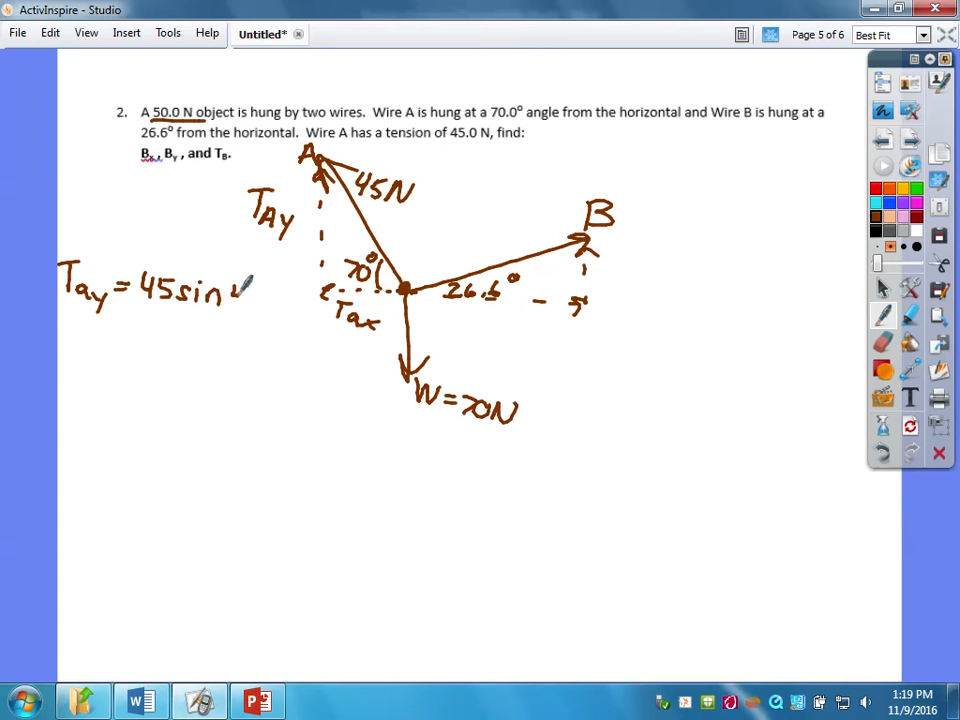 ActivInspire - Studio
File Edit View Insert Tools Help Untitled* Page 5 of 6 Best Fit
2. A 50.0 N object is hung by two wires. Wire A is hung at a 70.0° angle from the horizontal and Wire B is hung at a
26.6° from the horizontal. Wire A has a tension of 45.0 N, find:
Bx, By, and TB.
A
45N
TAy
B
70°
26.6°
Tay = 45sin
Tax
W=70N
1:19 PM
11/9/2016